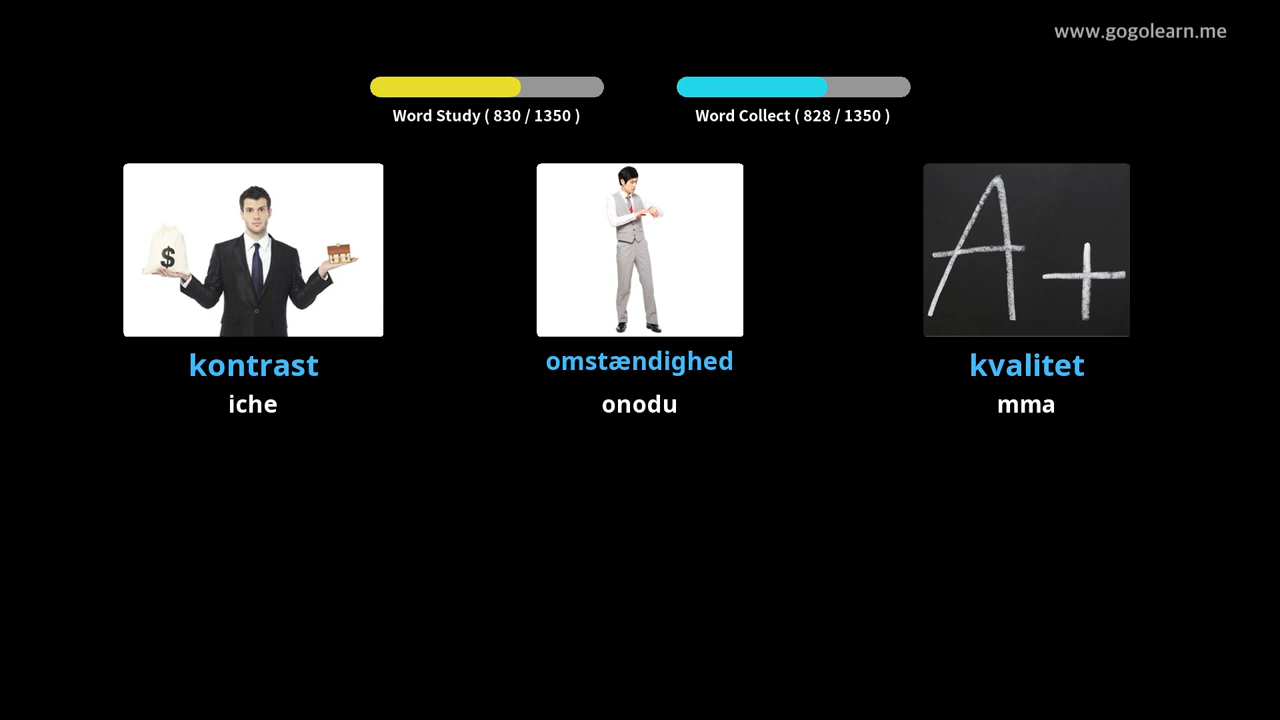 www.gogolearn.me
Word Study ( 830 / 1350 )
Word Collect ( 828 / 1350 )
$
A+
kontrast
omstændighed
kvalitet
iche
onodu
mma